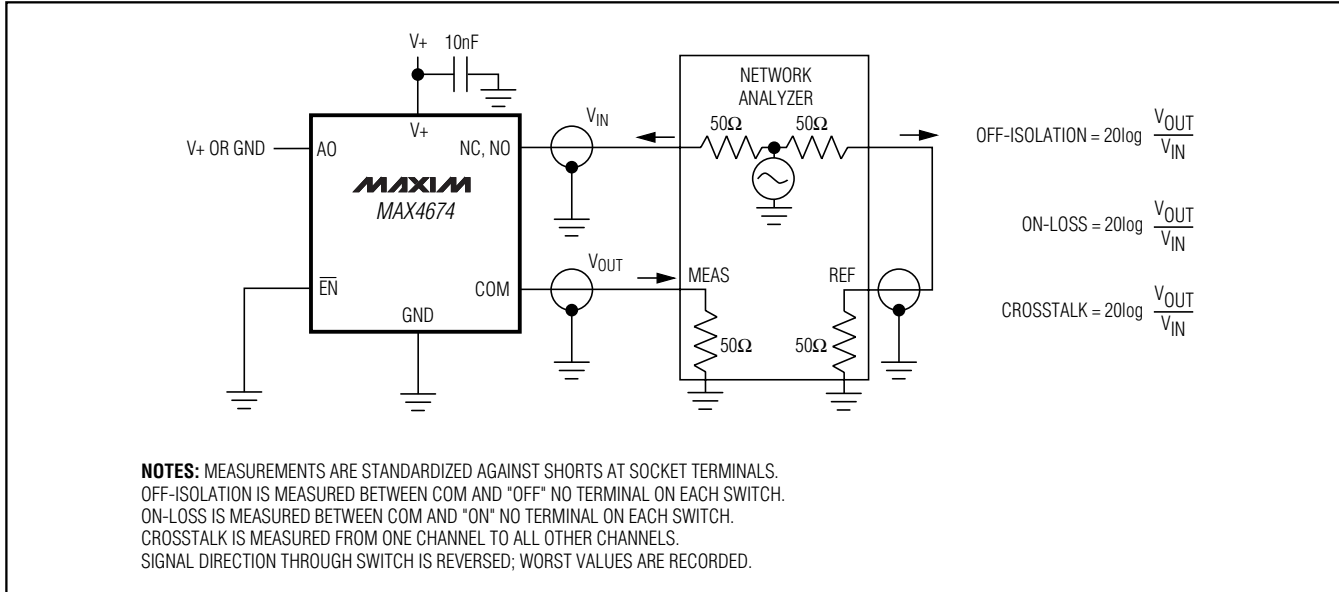 V+ 10nF
V+
V+ OR GND
A0
NC, NO
MAXIM
MAX4674
EN
COM
GND
VIN
VOUT
NETWORK
ANALYZER
50Ω 50Ω
MEAS
REF
50Ω 50Ω
OFF-ISOLATION = 20log VOUT
VIN
ON-LOSS = 20log VOUT
VIN
CROSSTALK = 20log VOUT
VIN
NOTES: MEASUREMENTS ARE STANDARDIZED AGAINST SHORTS AT SOCKET TERMINALS.
OFF-ISOLATION IS MEASURED BETWEEN COM AND "OFF" NO TERMINAL ON EACH SWITCH.
ON-LOSS IS MEASURED BETWEEN COM AND "ON" NO TERMINAL ON EACH SWITCH.
CROSSTALK IS MEASURED FROM ONE CHANNEL TO ALL OTHER CHANNELS.
SIGNAL DIRECTION THROUGH SWITCH IS REVERSED; WORST VALUES ARE RECORDED.